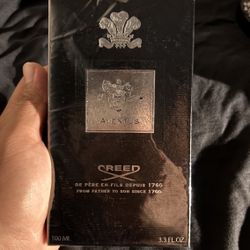 AVENTUS
CREED
DE PÈRE EN FILS DEPUIS 1760
FROM FATHER TO SON SINCE 1760
100 ML 3.3 FL.OZ